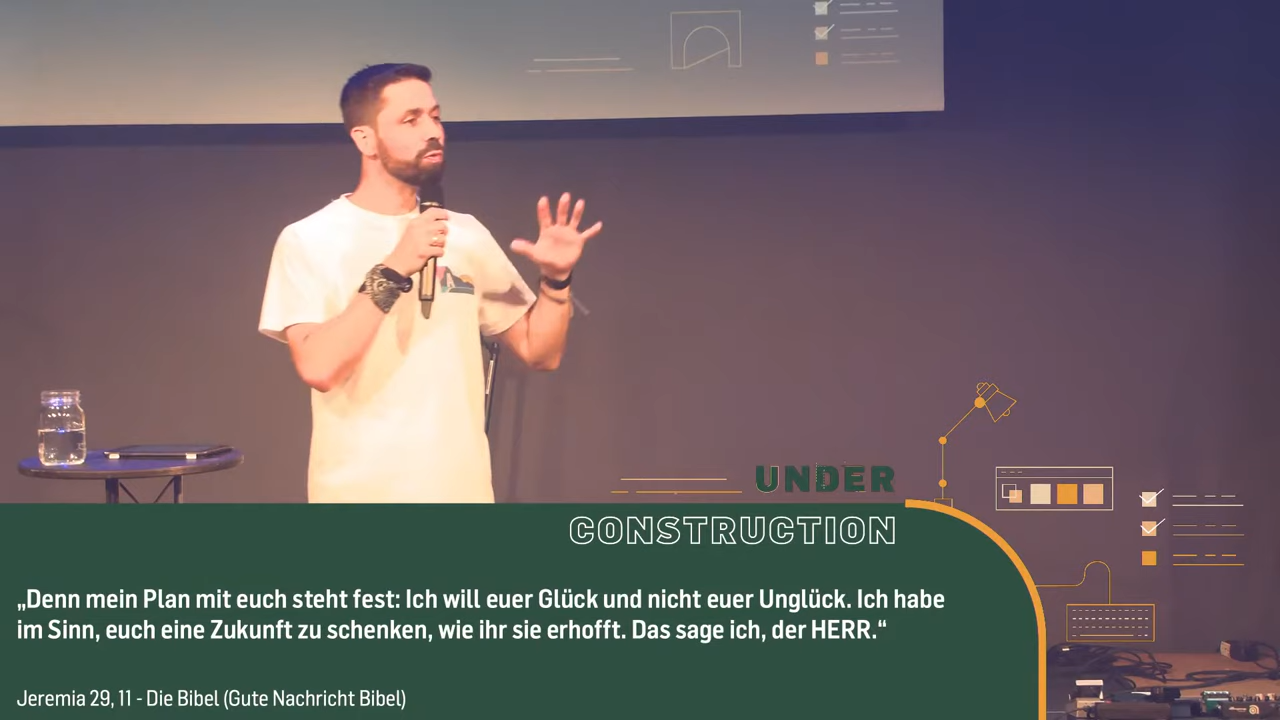 UNDER
CONSTRUCTION
„Denn mein Plan mit euch steht fest: Ich will euer Glück und nicht euer Unglück. Ich habe
im Sinn, euch eine Zukunft zu schenken, wie ihr sie erhofft. Das sage ich, der HERR.“
Jeremia 29, 11 - Die Bibel (Gute Nachricht Bibel)